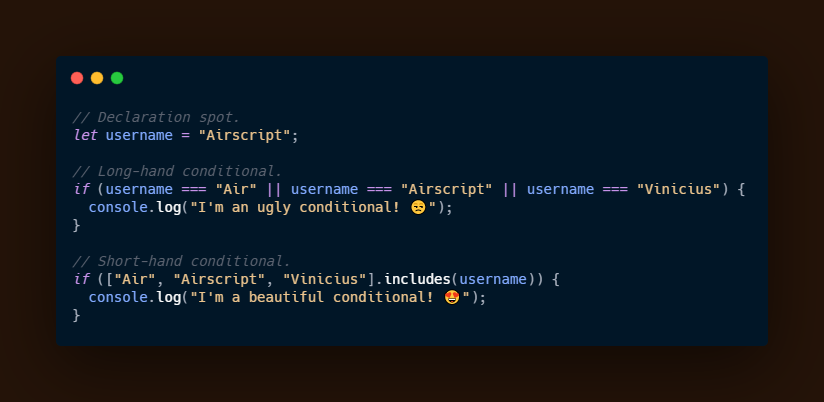 // Declaration spot.
let username = "Airscript";
// Long-hand conditional.
if (username === "Air" || username === "Airscript" || username === "Vinicius") {
console.log("I'm an ugly conditional! 😒");
}
// Short-hand conditional.
if (["Air", "Airscript", "Vinicius"].includes(username)) {
console.log("I'm a beautiful conditional! 😍");
}